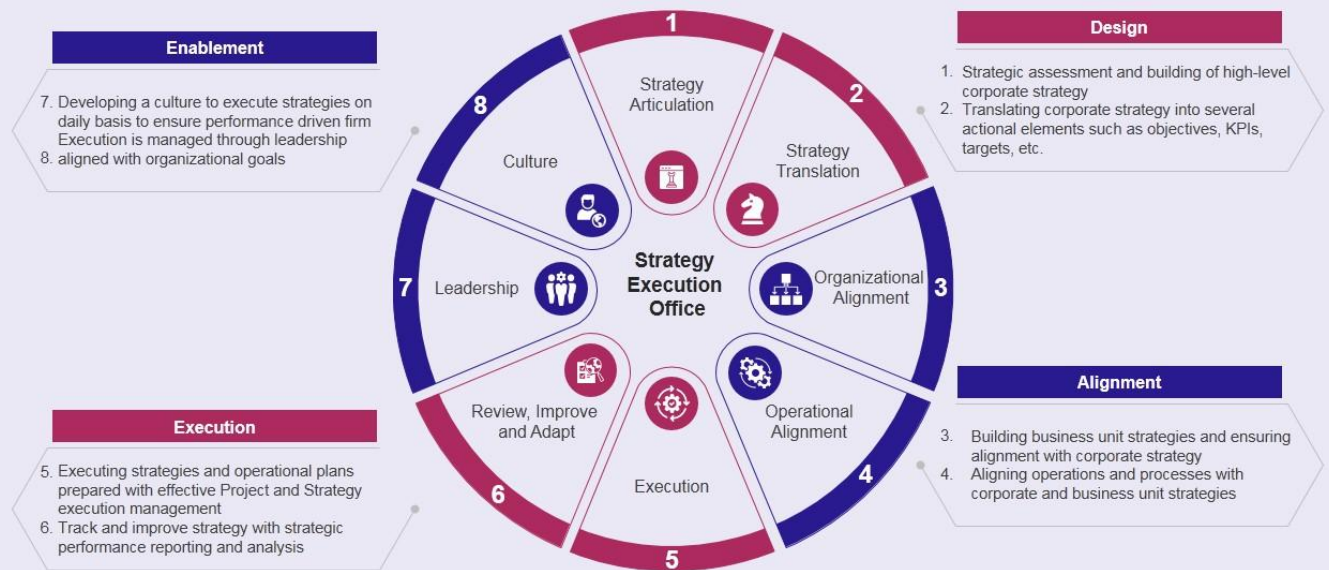 Enablement
7. Developing a culture to execute strategies on
daily basis to ensure performance driven firm
Execution is managed through leadership
8. aligned with organizational goals
Execution
5. Executing strategies and operational plans
prepared with effective Project and Strategy
execution management
6. Track and improve strategy with strategic
performance reporting and analysis
1
Strategy
Articulation
2
Strategy
Translation
3
Organizational
Alignment
4
Operational
Alignment
5
Execution
6
Review, Improve
and Adapt
7
Leadership
8
Culture
Strategy
Execution
Office
Design
1. Strategic assessment and building of high-level
corporate strategy
2. Translating corporate strategy into several
actional elements such as objectives, KPIs,
targets, etc.
Alignment
3. Building business unit strategies and ensuring
alignment with corporate strategy
4. Aligning operations and processes with
corporate and business unit strategies